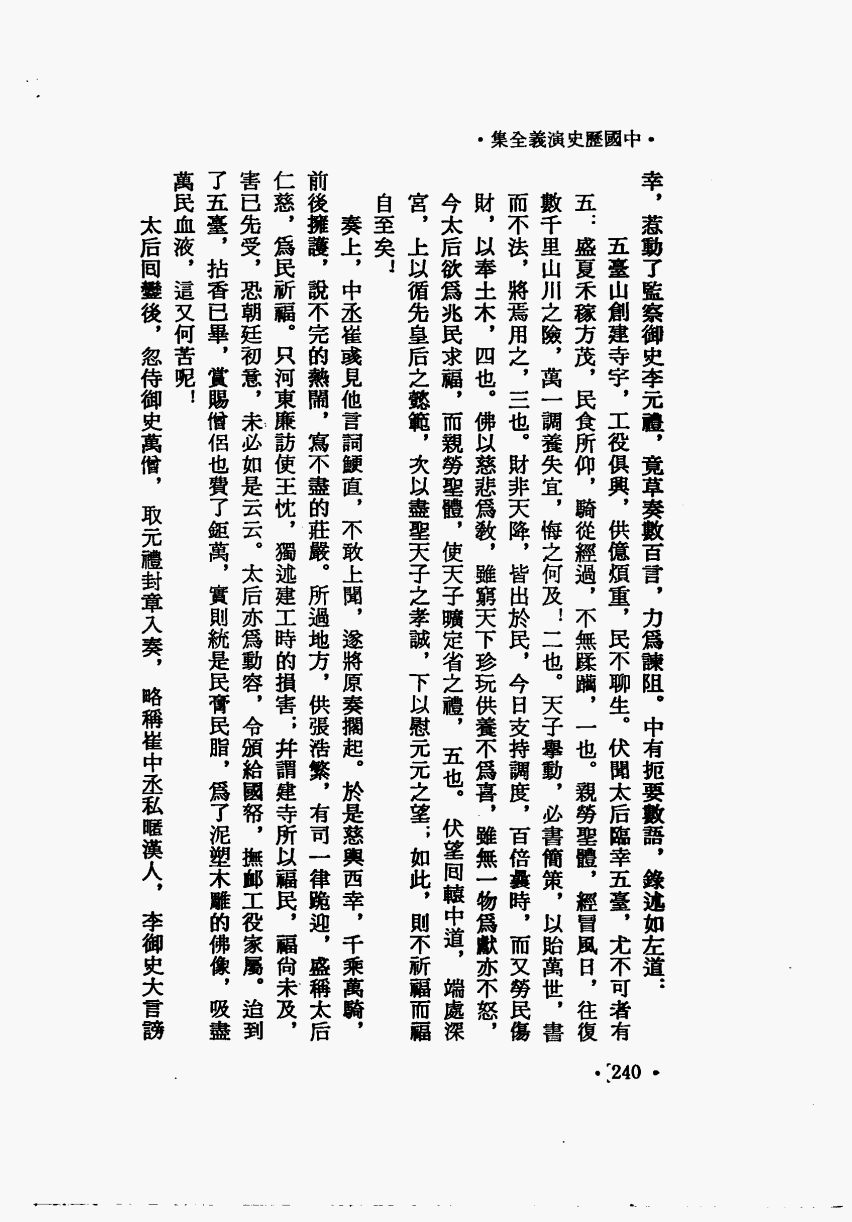 ·中國歷史演義全集·
幸，惹動了監察御史李元禮，竟草奏數百言，力爲諫阻。中有扼要數語，錄述如左道：
五臺山創建寺宇，工役俱興，供億煩重，民不聊生。伏聞太后臨幸五臺，尤不可者有
五：盛夏禾稼方茂，民食所仰，騎從經過，不無蹂躪，一也。親勞聖體，經冒風日，往復
數千里山川之險，萬一調養失宜，悔之何及！二也。天子舉動，必書簡策，以貽萬世，書
而不法，將焉用之，三也。財非天降，皆出於民，今日支持調度，百倍曩時，而又勞民傷
財，以奉土木，四也。佛以慈悲爲教，雖窮天下珍玩供養不爲喜，雖無一物爲獻亦不怒，
今太后欲爲兆民求福，而親勞聖體，使天子曠定省之禮，五也。伏望回轅中道，端處深
宮，上以循先皇后之懿範，次以盡聖天子之孝誠，下以慰元元之望；如此，則不祈福而福
自至矣！
奏上，中丞崔彧見他言詞鯁直，不敢上聞，遂將原奏擱起。於是慈輿西幸，千乘萬騎，
前後擁護，說不完的熱鬧，寫不盡的莊嚴。所過地方，供張浩繁，有司一律跪迎，盛稱太后
仁慈，爲民祈福。只河東廉訪使王忱，獨述建工時的損害；幷謂建寺所以福民，福尙未及，
害已先受，恐朝廷初意，未必如是云云。太后亦爲動容，令頒給國帑，撫卹工役家屬。迨到
了五臺，拈香已畢，賞賜僧侶也費了鉅萬，實則統是民膏民脂，爲了泥塑木雕的佛像，吸盡
萬民血液，這又何苦呢！
太后回鑾後，忽侍御史萬僧，取元禮封章入奏，略稱崔中丞私暱漢人，李御史大言謗
·240·